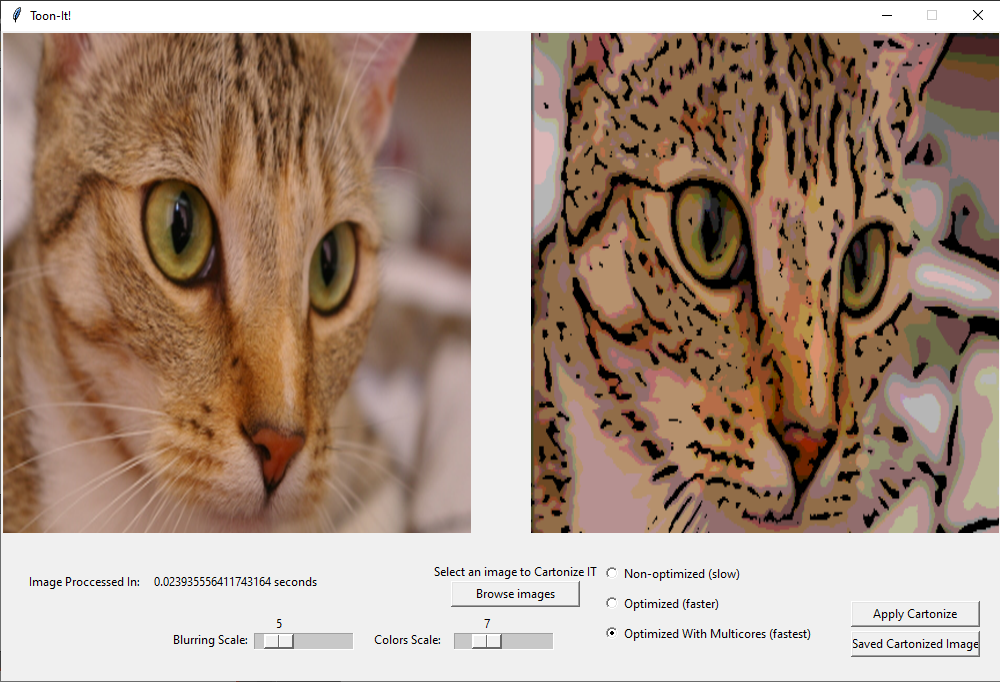 Toon-It!
Image Proccessed In: 0.023935556411743164 seconds
Select an image to Cartonize IT
Browse images
Non-optimized (slow)
Optimized (faster)
Optimized With Multicores (fastest)
Blurring Scale: 5
Colors Scale: 7
Apply Cartonize
Saved Cartonized Image